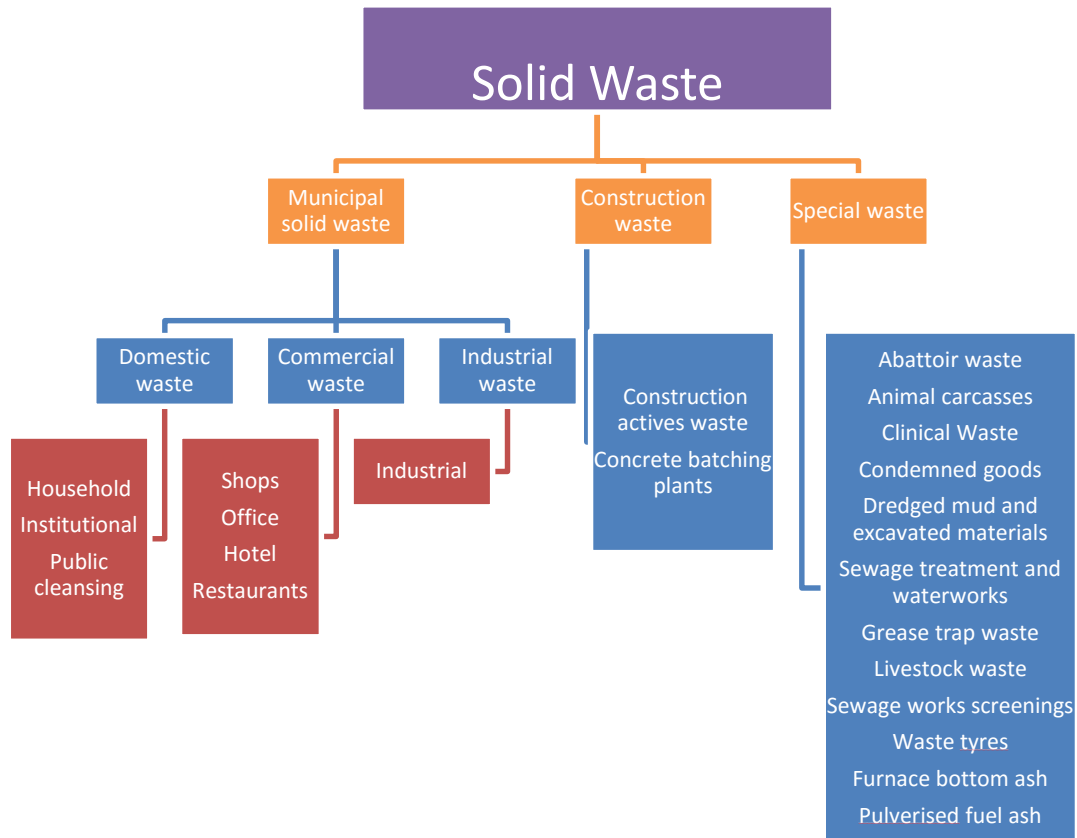 Solid Waste
Municipal
solid waste
Construction
waste
Special waste
Domestic
waste
Commercial
waste
Industrial
waste
Household
Institutional
Public
cleansing
Shops
Office
Hotel
Restaurants
Industrial
Construction
actives waste
Concrete batching
plants
Abattoir waste
Animal carcasses
Clinical Waste
Condemned goods
Dredged mud and
excavated materials
Sewage treatment and
waterworks
Grease trap waste
Livestock waste
Sewage works screenings
Waste tyres
Furnace bottom ash
Pulverised fuel ash